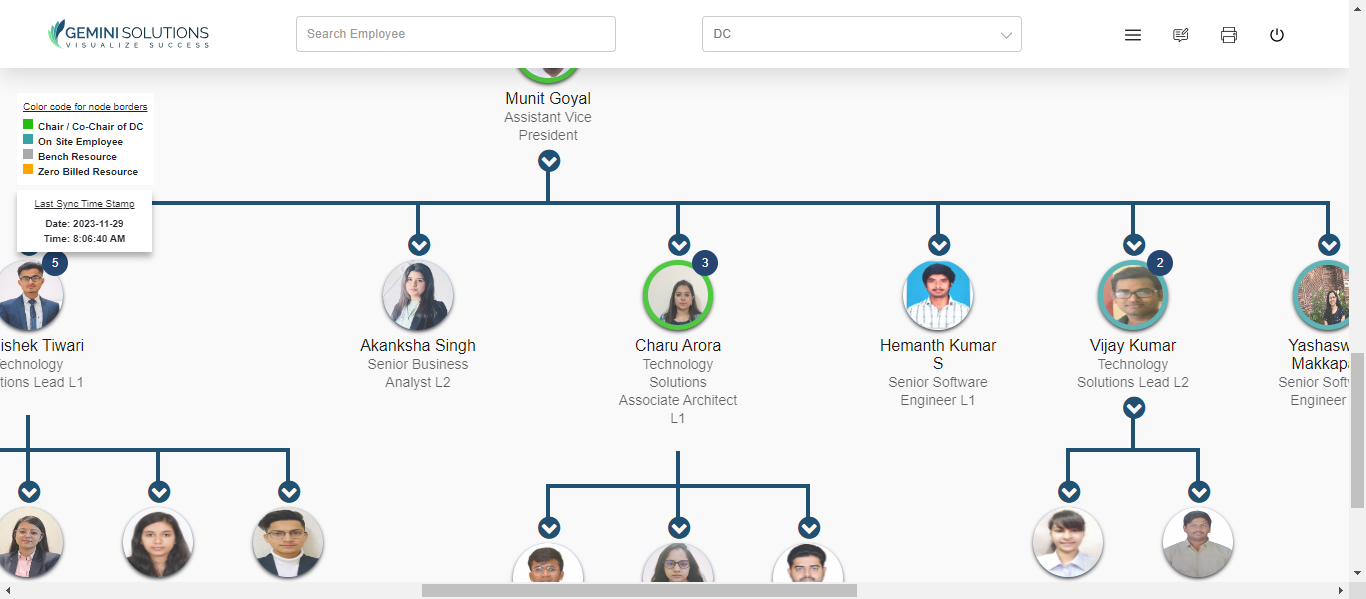 GEMINI SOLUTIONS
VISUALIZE SUCCESS
Search Employee
DC
Munit Goyal
Assistant Vice
President
Color code for node borders
Chair / Co-Chair of DC
On Site Employee
Bench Resource
Zero Billed Resource
Last Sync Time Stamp
Date: 2023-11-29
Time: 8:06:40 AM
5
ishek Tiwari
echnology
tions Lead L1
Akanksha Singh
Senior Business
Analyst L2
3
Charu Arora
Technology
Solutions
Associate Architect
L1
Hemanth Kumar
S
Senior Software
Engineer L1
2
Vijay Kumar
Technology
Solutions Lead L2
Yashasw
Makkapa
Senior Soft
Engineer